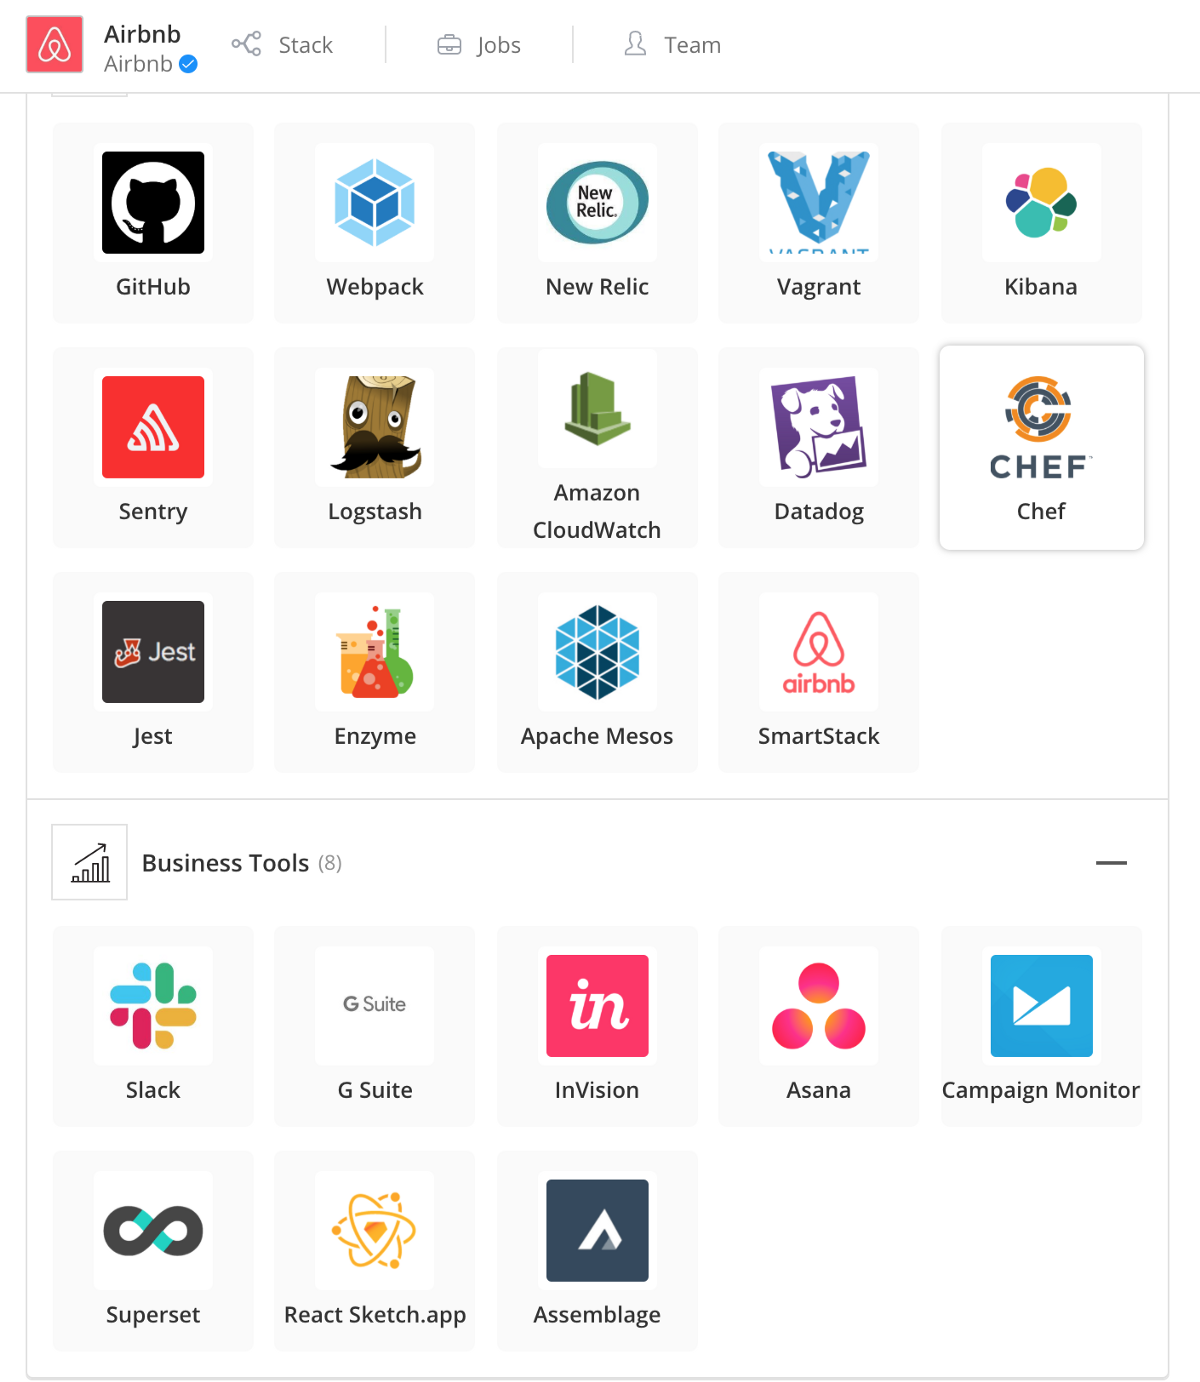 Airbnb
Airbnb
Stack
Jobs
Team
New
Relic.
VAGRANT
GitHub
Webpack
New Relic
Vagrant
Kibana
CHEF
Sentry
Logstash
Amazon
CloudWatch
Datadog
Chef
Jest
airbnb
Jest
Enzyme
Apache Mesos
SmartStack
Business Tools (8)
G Suite
in
Slack
G Suite
InVision
Asana
Campaign Monitor
Superset
React Sketch.app
Assemblage